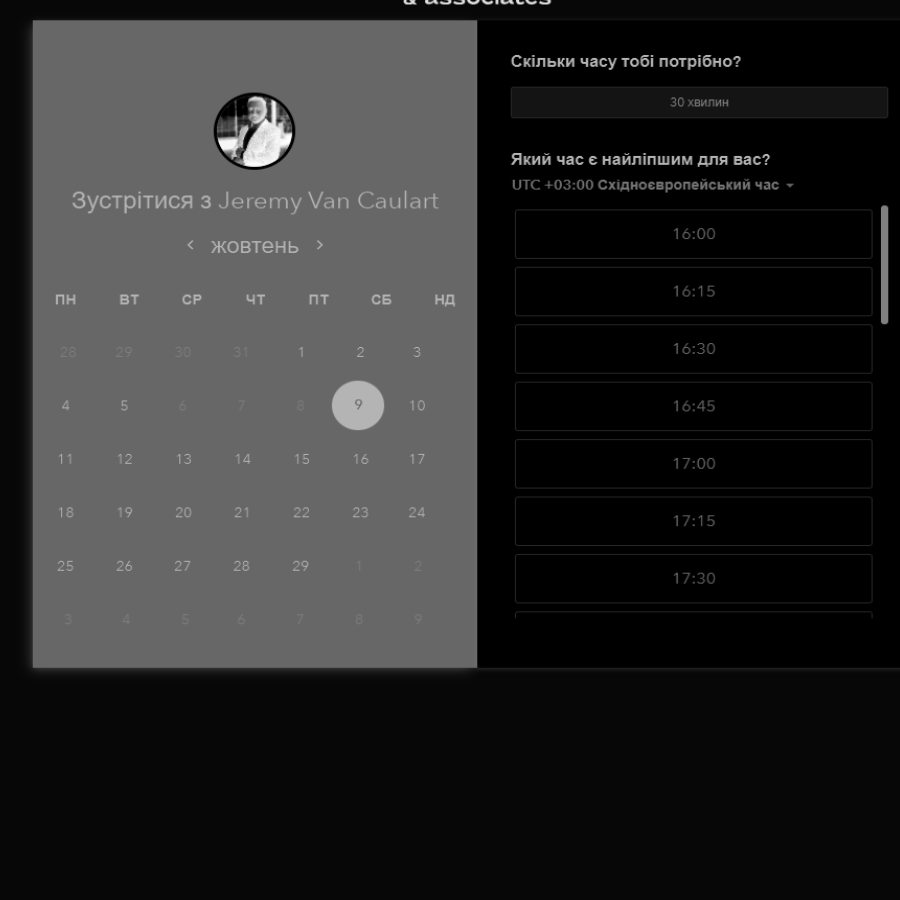 & associates
Зустрітися з Jeremy Van Caulart
жовтень
ПН ВТ СР ЧТ ПТ СБ НД
28 29 30 31 1 2 3
4 5 6 7 8 9 10
11 12 13 14 15 16 17
18 19 20 21 22 23 24
25 26 27 28 29 1 2
3 4 5 6 7 8 9
Скільки часу тобі потрібно?
30 хвилин
Який час є найліпшим для вас?
UTC +03:00 Східноєвропейський час
16:00
16:15
16:30
16:45
17:00
17:15
17:30